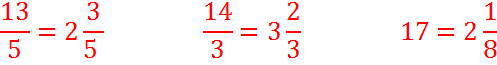 13/5 = 2 3/5    14/3 = 3 2/3    17 = 2 1/8